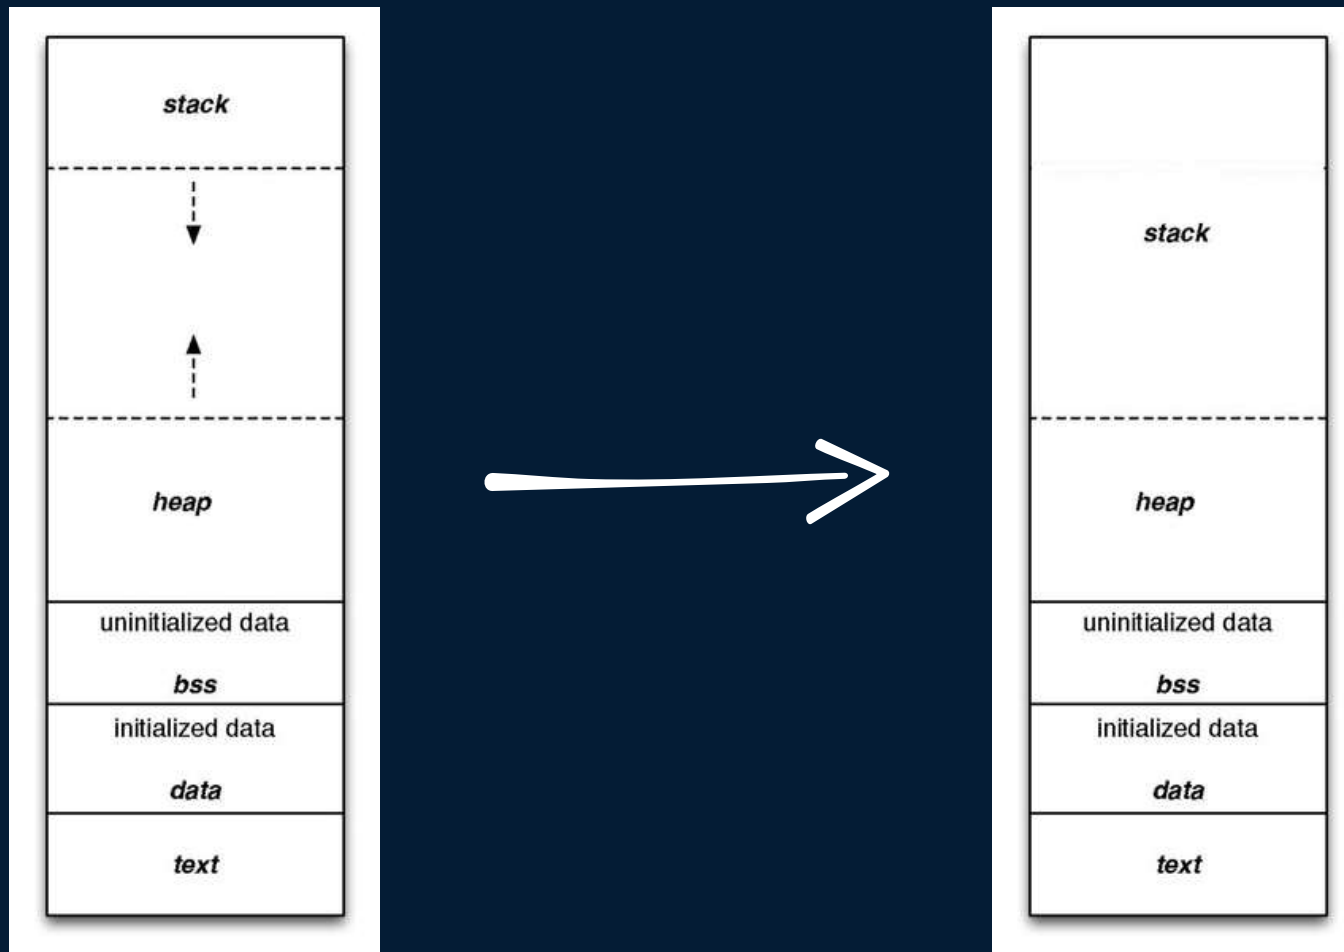 stack
heap
uninitialized data
bss
initialized data
data
text
stack
heap
uninitialized data
bss
initialized data
data
text